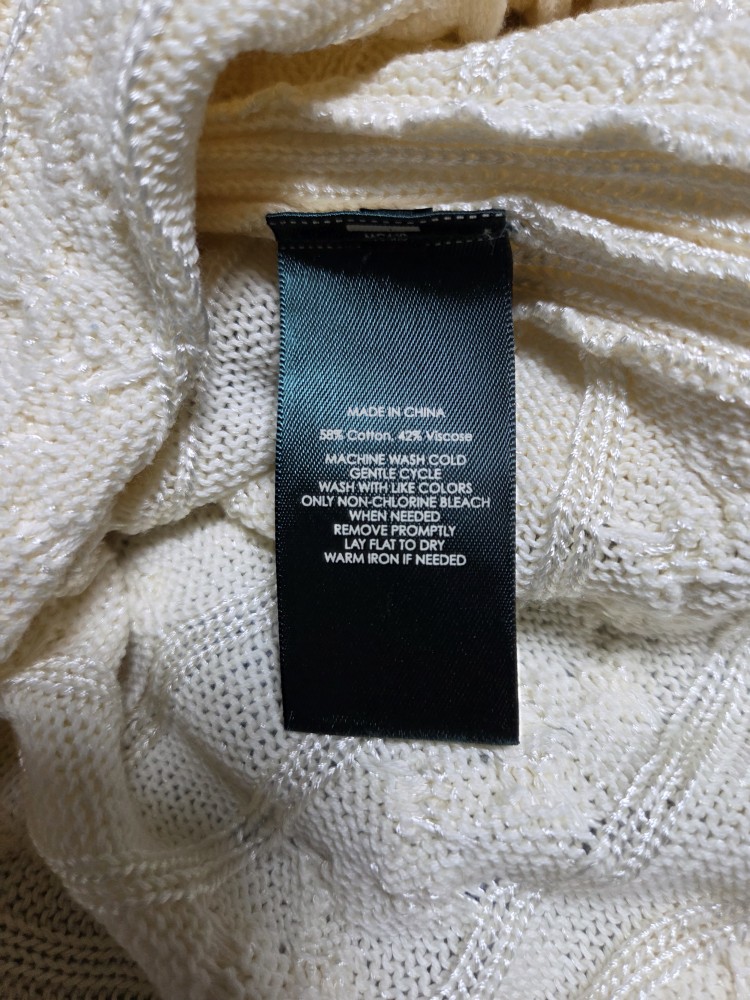 MADE IN CHINA
58% Cotton, 42% Viscose
MACHINE WASH COLD
GENTLE CYCLE
WASH WITH LIKE COLORS
ONLY NON-CHLORINE BLEACH
WHEN NEEDED
REMOVE PROMPTLY
LAY FLAT TO DRY
WARM IRON IF NEEDED